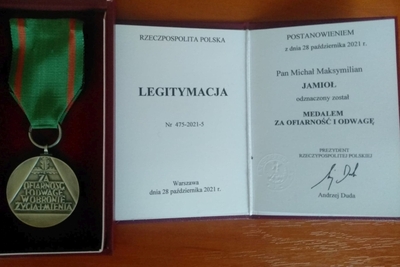 ZA
OFIARNOŚĆ
I ODWAGĘ
W OBRONIE
ŻYCIA I MIENIA
RZECZPOSPOLITA POLSKA
LEGITYMACJA
Nr 475-2021-5
Warszawa
dnia 28 października 2021 r.
POSTANOWIENIEM
z dnia 28 października 2021 r.
Pan Michał Maksymilian
JAMIOŁ
odznaczony został
MEDALEM
ZA OFIARNOŚĆ I ODWAGĘ
PREZYDENT
RZECZYPOSPOLITEJ POLSKIEJ
Andrzej Duda